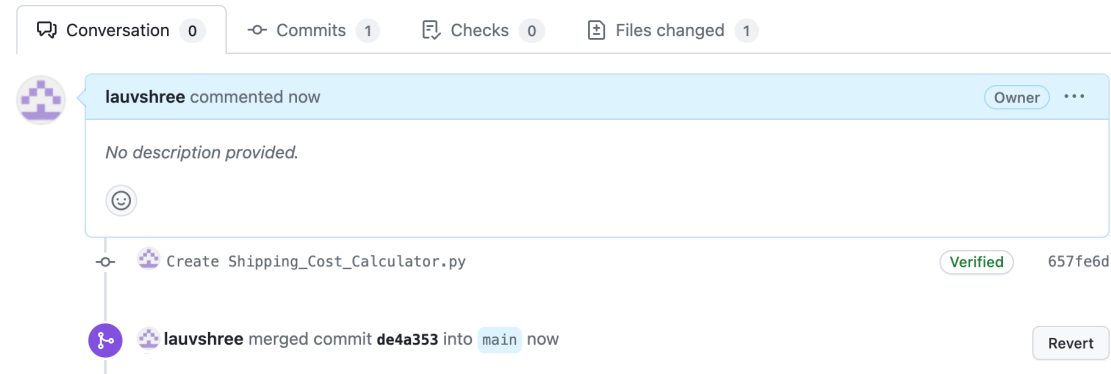 Conversation 0 Commits 1 Checks 0 Files changed 1
lauvshree commented now Owner
No description provided.
Create Shipping_Cost_Calculator.py Verified 657fe6d
lauvshree merged commit de4a353 into main now Revert